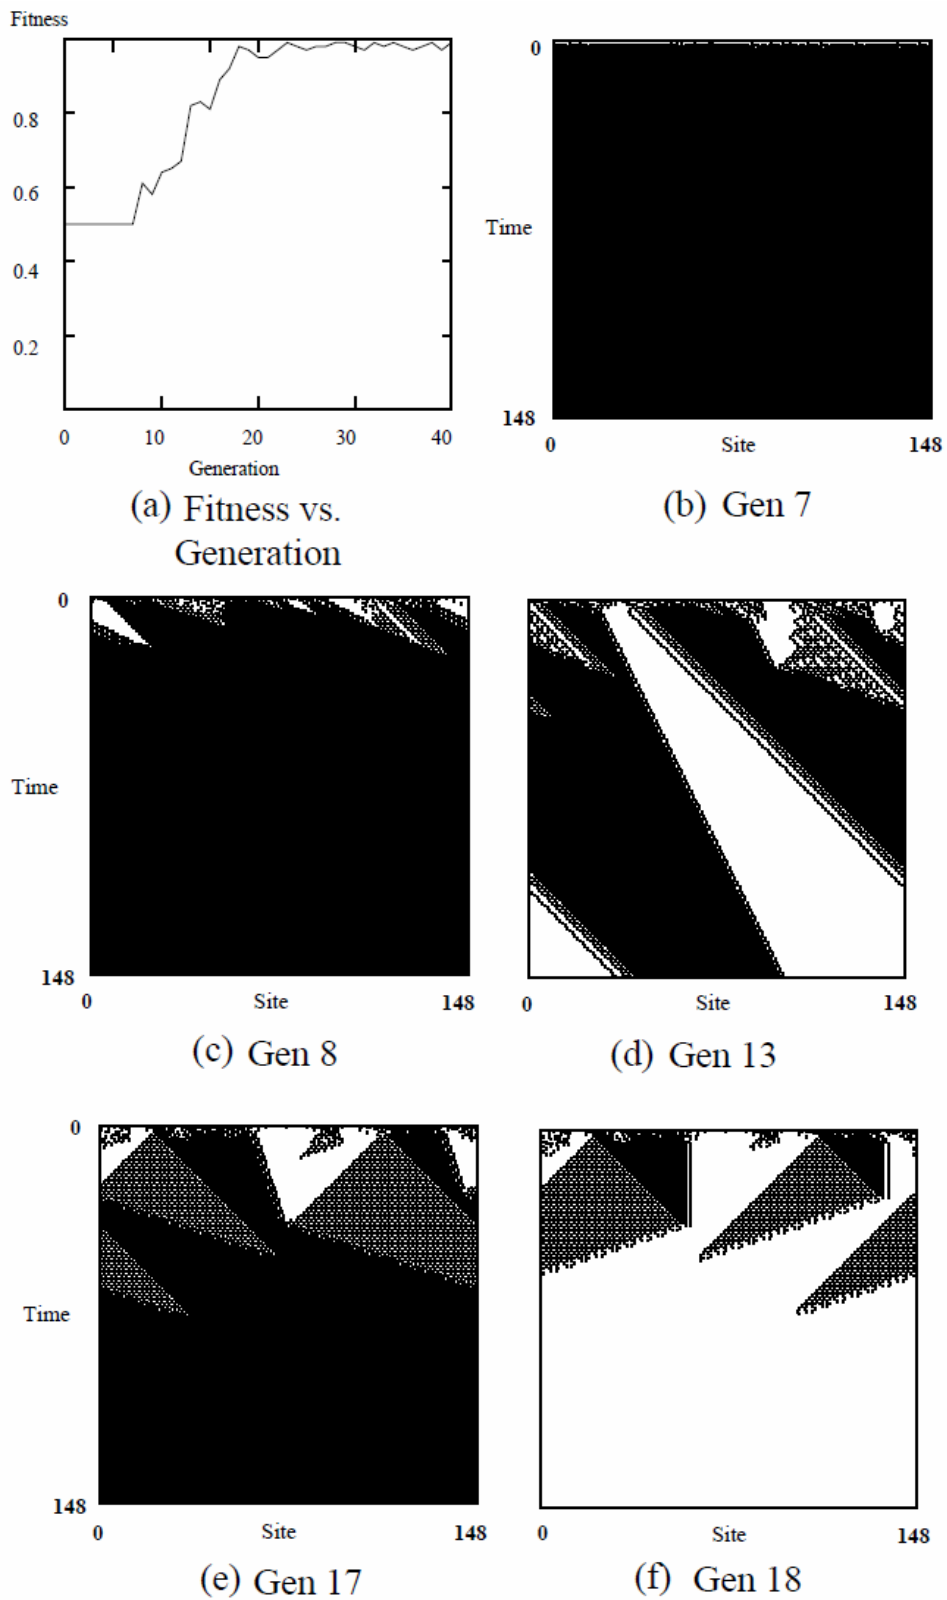 Fitness
0.8
0.6
0.4
0.2
0 10 20 30 40
Generation
(a) Fitness vs.
Generation
0
Time
148
0 Site 148
(b) Gen 7
0
Time
148
0 Site 148
(c) Gen 8
0 Site 148
(d) Gen 13
0
Time
148
0 Site 148
(e) Gen 17
0 Site 148
(f) Gen 18